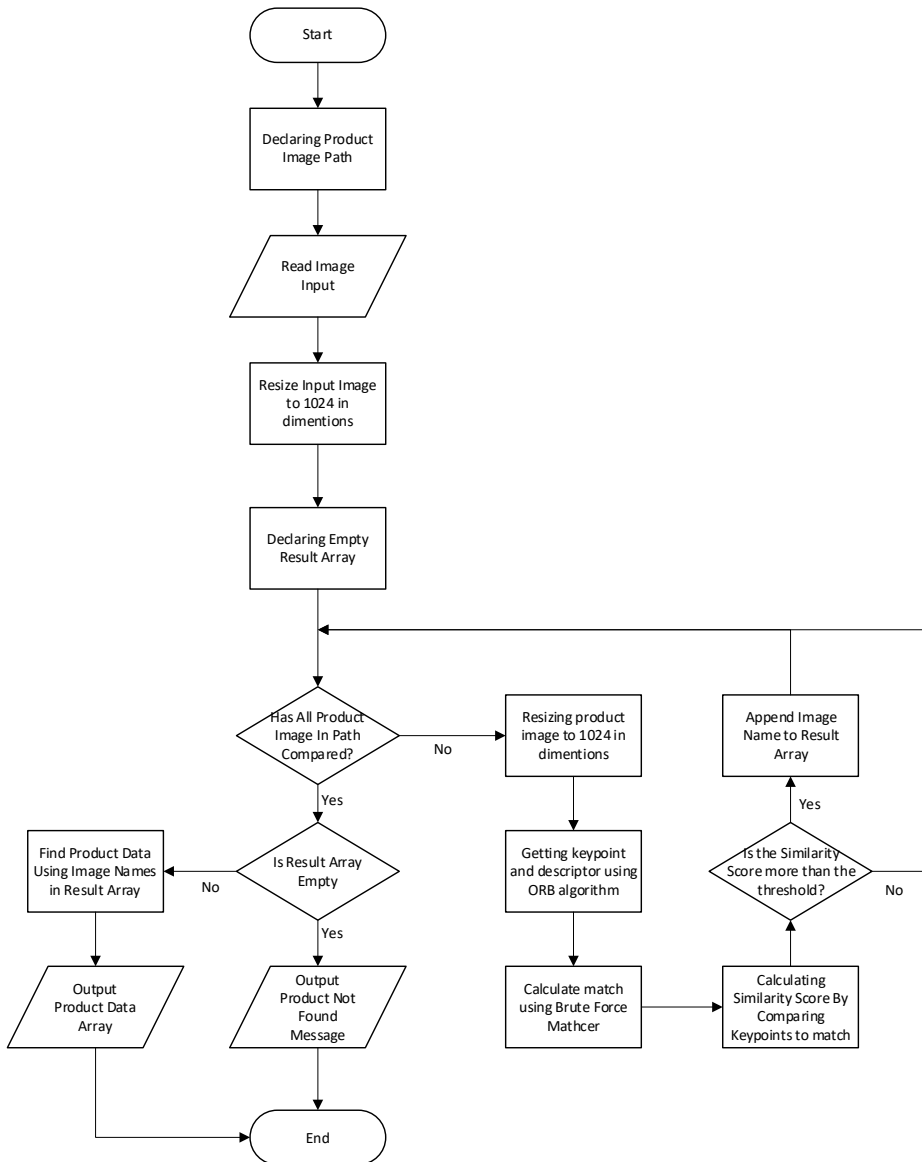 Start
Declaring Product
Image Path
Read Image
Input
Resize Input Image
to 1024 in
dimentions
Declaring Empty
Result Array
Has All Product
Image In Path
Compared?
No
Yes
Resizing product
image to 1024 in
dimentions
Append Image
Name to Result
Array
Yes
Find Product Data
Using Image Names
in Result Array
No
Is Result Array
Empty
Yes
Getting keypoint
and descriptor using
ORB algorithm
Is the Similarity
Score more than the
threshold?
No
Output
Product Data
Array
Output
Product Not
Found
Message
Calculate match
using Brute Force
Mathcer
Calculating
Similarity Score By
Comparing
Keypoints to match
End